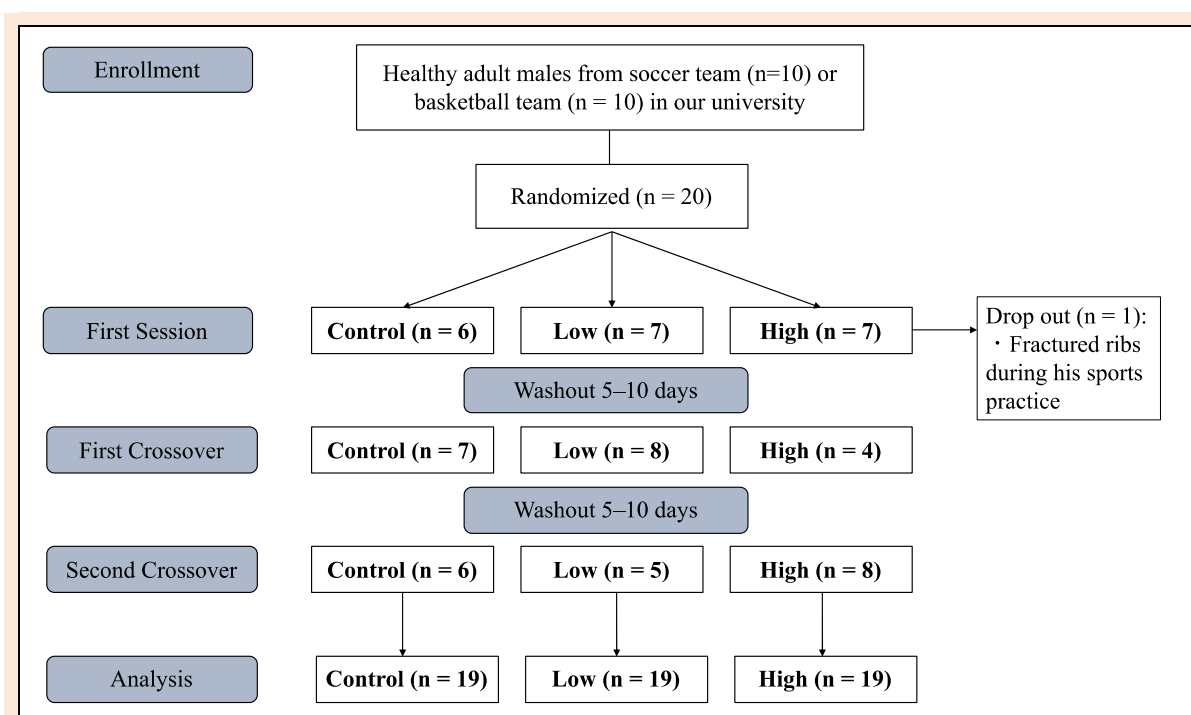 Enrollment
Healthy adult males from soccer team (n=10) or
basketball team (n = 10) in our university
Randomized (n = 20)
First Session
Control (n = 6)
Low (n = 7)
High (n = 7)
Drop out (n = 1):
・Fractured ribs
during his sports
practice
Washout 5–10 days
First Crossover
Control (n = 7)
Low (n = 8)
High (n = 4)
Washout 5–10 days
Second Crossover
Control (n = 6)
Low (n = 5)
High (n = 8)
Analysis
Control (n = 19)
Low (n = 19)
High (n = 19)